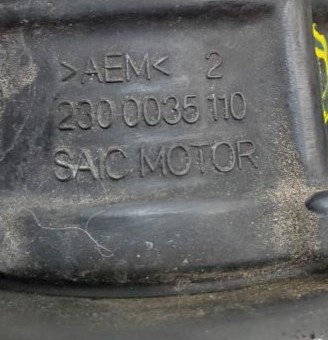 >AEM< 2
230 0035 110
SAIC MOTOR